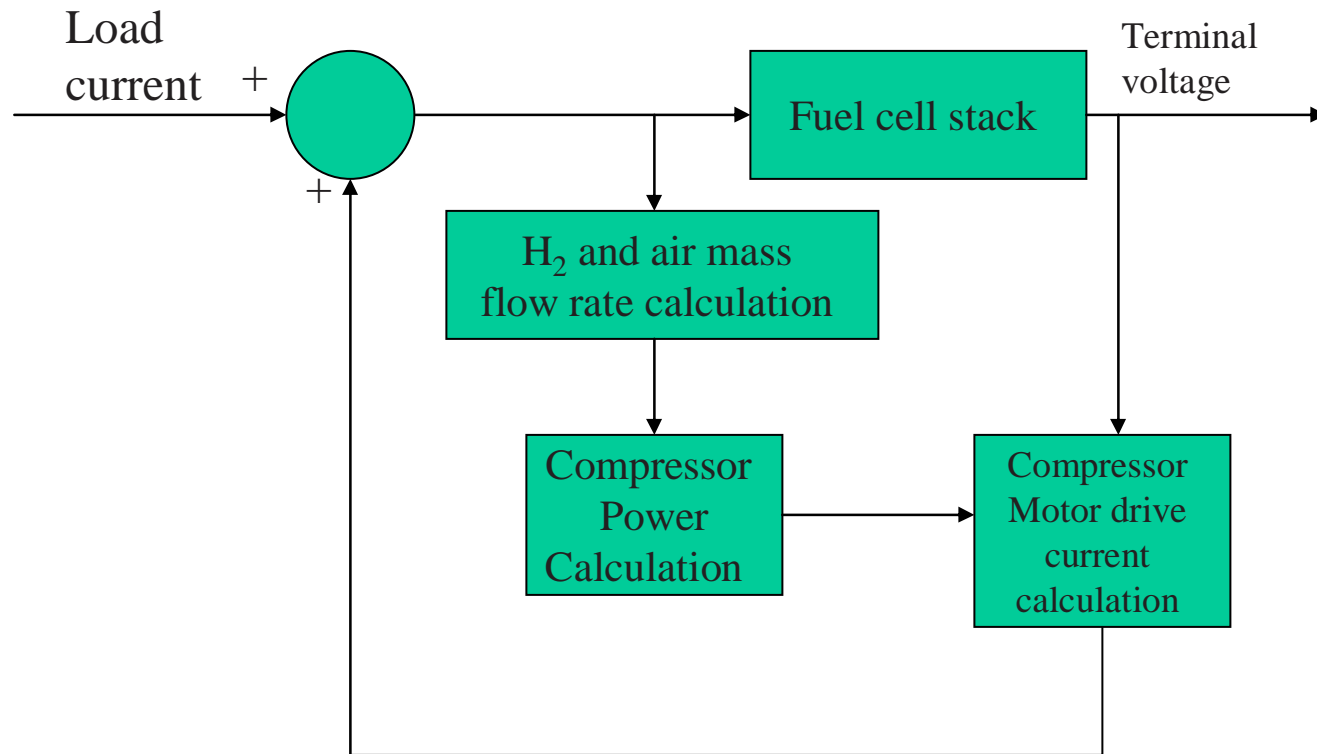 Load
current
+
+
Fuel cell stack
Terminal
voltage
H₂ and air mass
flow rate calculation
Compressor
Power
Calculation
Compressor
Motor drive
current
calculation